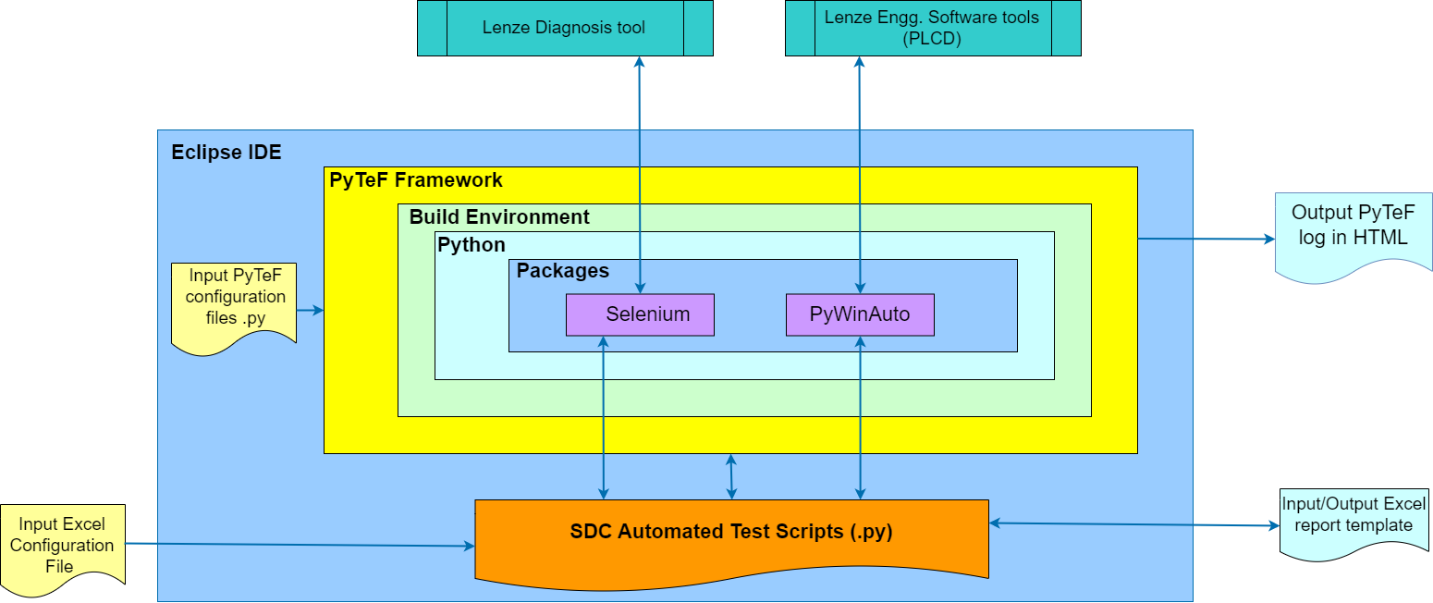 Lenze Diagnosis tool
Lenze Engg. Software tools
(PLCD)
Eclipse IDE
PyTeF Framework
Build Environment
Python
Packages
Selenium
PyWinAuto
Input PyTeF
configuration
files .py
Output PyTeF
log in HTML
Input Excel
Configuration
File
SDC Automated Test Scripts (.py)
Input/Output Excel
report template